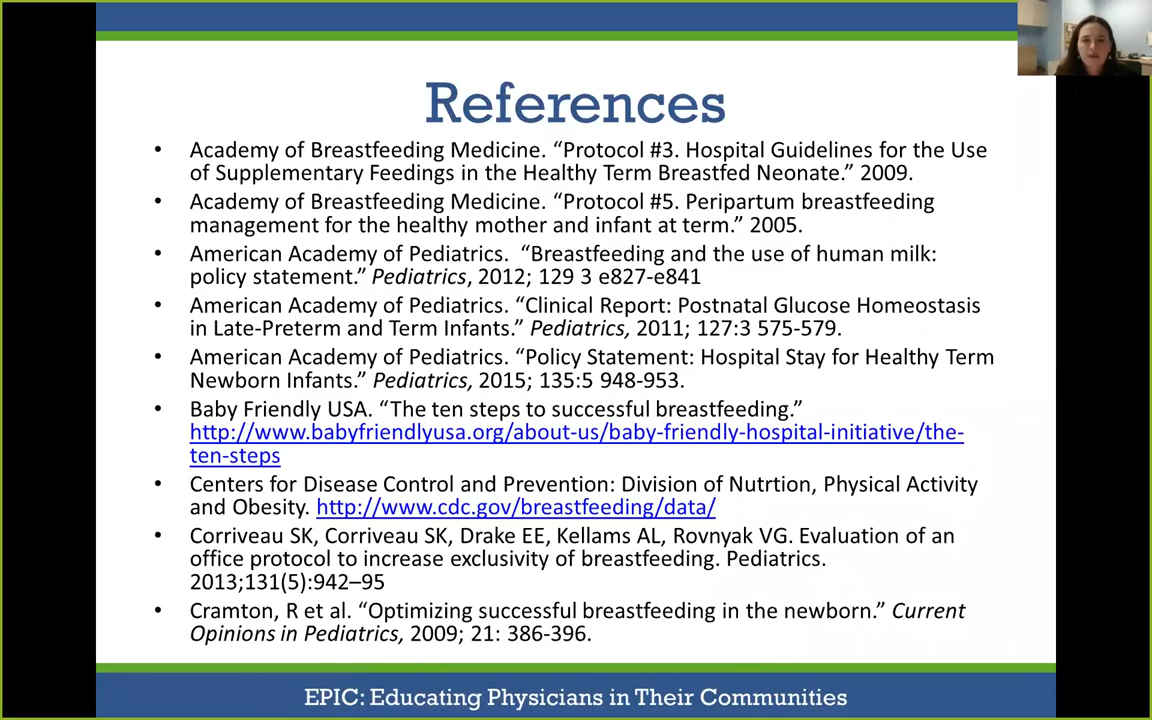 References
• Academy of Breastfeeding Medicine. “Protocol #3. Hospital Guidelines for the Use
of Supplementary Feedings in the Healthy Term Breastfed Neonate.” 2009.
• Academy of Breastfeeding Medicine. “Protocol #5. Peripartum breastfeeding
management for the healthy mother and infant at term.” 2005.
• American Academy of Pediatrics.  “Breastfeeding and the use of human milk:
policy statement.” Pediatrics, 2012; 129 3 e827-e841
• American Academy of Pediatrics. “Clinical Report: Postnatal Glucose Homeostasis
in Late-Preterm and Term Infants.” Pediatrics, 2011; 127:3 575-579.
• American Academy of Pediatrics. “Policy Statement: Hospital Stay for Healthy Term
Newborn Infants.” Pediatrics, 2015; 135:5 948-953.
• Baby Friendly USA. “The ten steps to successful breastfeeding.”
http://www.babyfriendlyusa.org/about-us/baby-friendly-hospital-initiative/the-
ten-steps
• Centers for Disease Control and Prevention: Division of Nutrtion, Physical Activity
and Obesity. http://www.cdc.gov/breastfeeding/data/
• Corriveau SK, Corriveau SK, Drake EE, Kellams AL, Rovnyak VG. Evaluation of an
office protocol to increase exclusivity of breastfeeding. Pediatrics.
2013;131(5):942–95
• Cramton, R et al. “Optimizing successful breastfeeding in the newborn.” Current
Opinions in Pediatrics, 2009; 21: 386-396.
EPIC: Educating Physicians in Their Communities